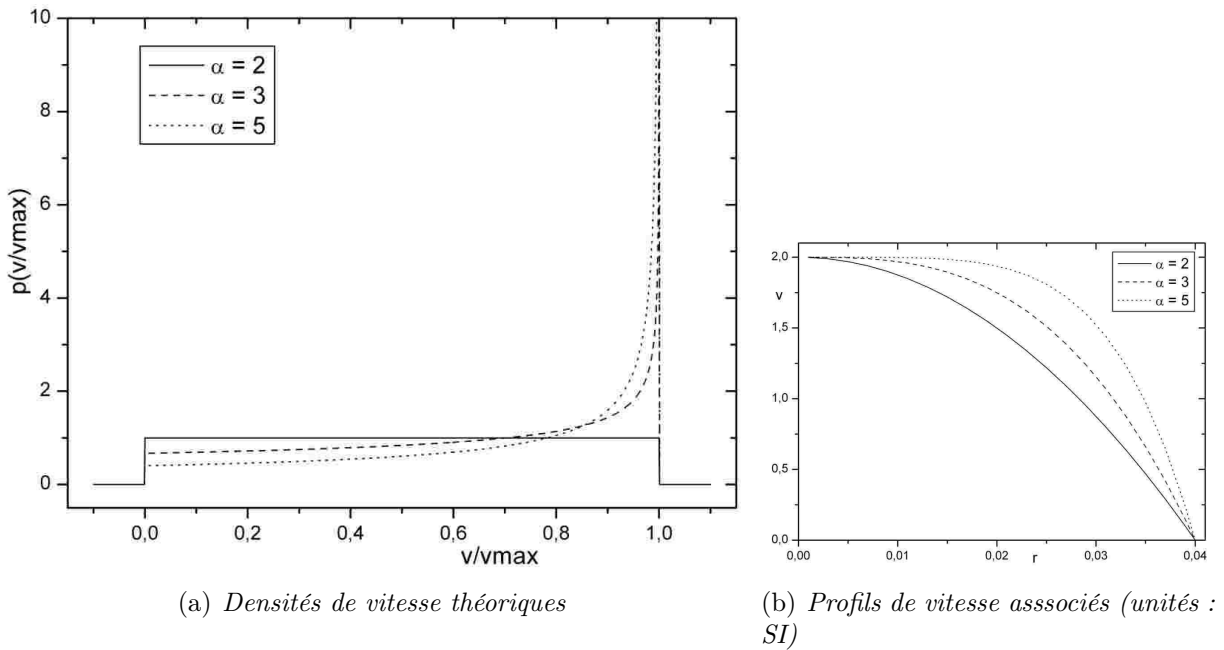 10
8
6
4
2
0
p(v/vmax)
α = 2
α = 3
α = 5
0,0
0,2
0,4
0,6
0,8
1,0
v/vmax
(a) Densités de vitesse théoriques
2,0
v
1,5
1,0
0,5
0,0
α = 2
α = 3
α = 5
0,00
0,01
0,02
0,03
0,04
r
(b) Profils de vitesse asssociés (unités :
SI)